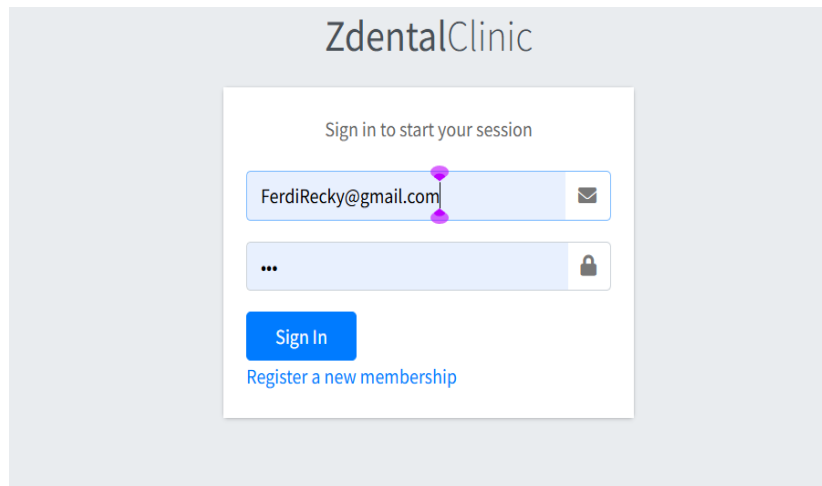 ZdentalClinic
Sign in to start your session
FerdiRecky@gmail.com
•••
Sign In
Register a new membership